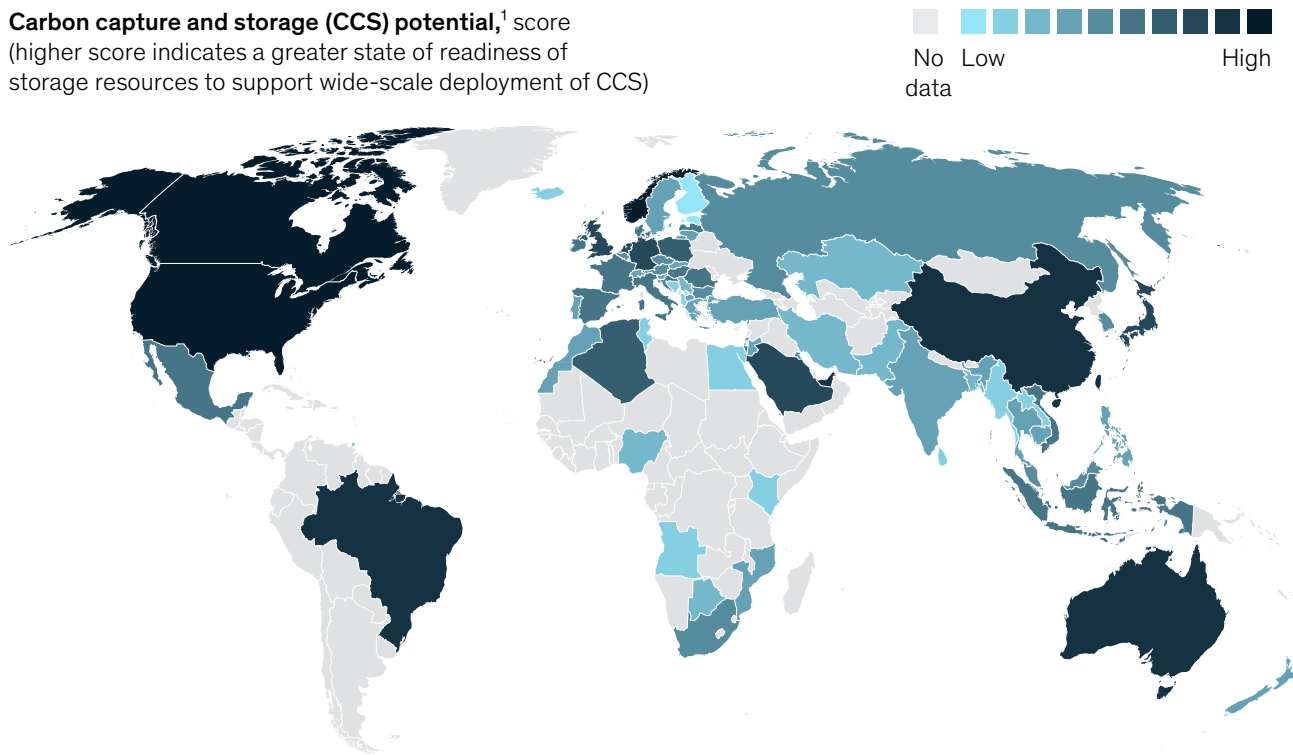 Carbon capture and storage (CCS) potential,¹ score
(higher score indicates a greater state of readiness of
storage resources to support wide-scale deployment of CCS)
No data
Low
High